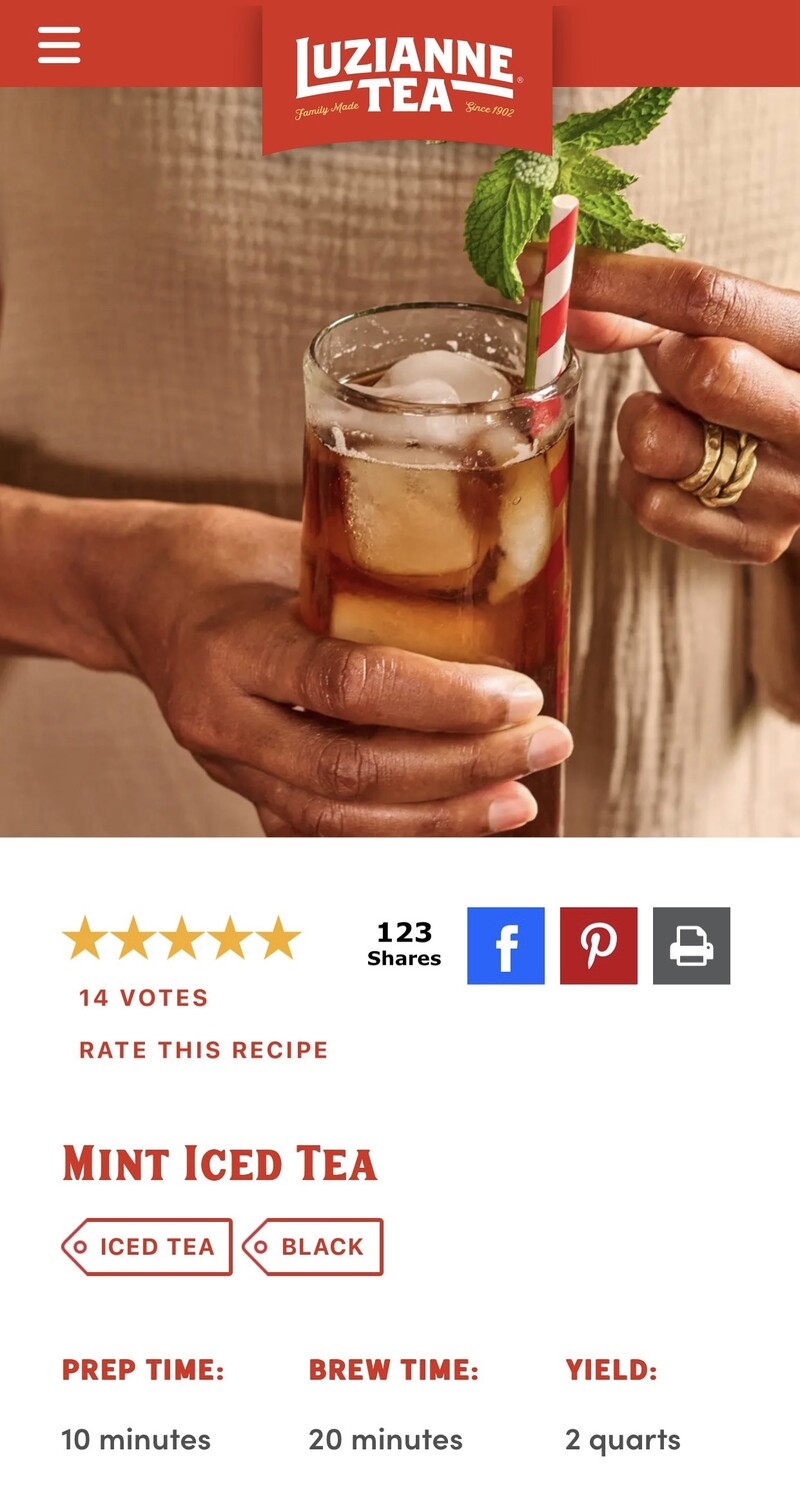 LUZIANNE
TEA
Family Made
Since 1902
123
Shares
14 VOTES
RATE THIS RECIPE
MINT ICED TEA
ICED TEA
BLACK
PREP TIME: BREW TIME: YIELD:
10 minutes 20 minutes 2 quarts